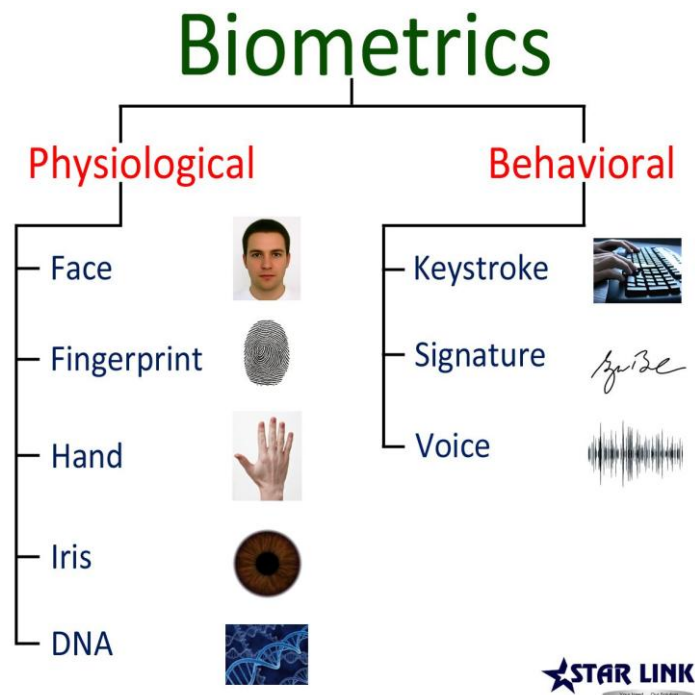 Biometrics
Physiological
Behavioral
Face
Fingerprint
Hand
Iris
DNA
Keystroke
Signature
Voice
STAR LINK